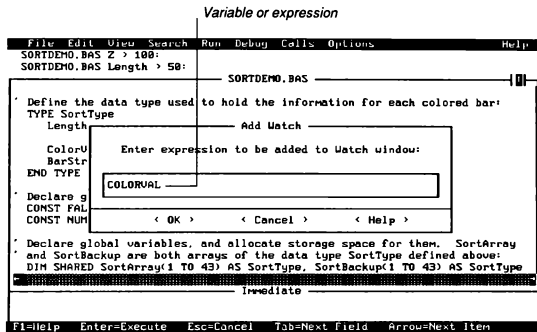 Variable or expression
File Edit View Search Run Debug Calls Options Help
SORTDEMO.BAS Z > 100:
SORTDEMO.BAS Length > 50:
SORTDEMO.BAS
' Define the data type used to hold the information for each colored bar:
TYPE SortType
Length
Add Watch
ColorV
Enter expression to be added to Watch window:
BarStr
END TYPE
COLORVAL
' Declare g
CONST FAL
CONST NUM
< OK > < Cancel > < Help >
' Declare global variables, and allocate storage space for them. SortArray
' and SortBackup are both arrays of the data type SortType defined above:
DIM SHARED SortArray(1 TO 43) AS SortType, SortBackup(1 TO 43) AS SortType
Immediate
F1=Help Enter=Execute Esc=Cancel Tab=Next Field Arrow=Next Item